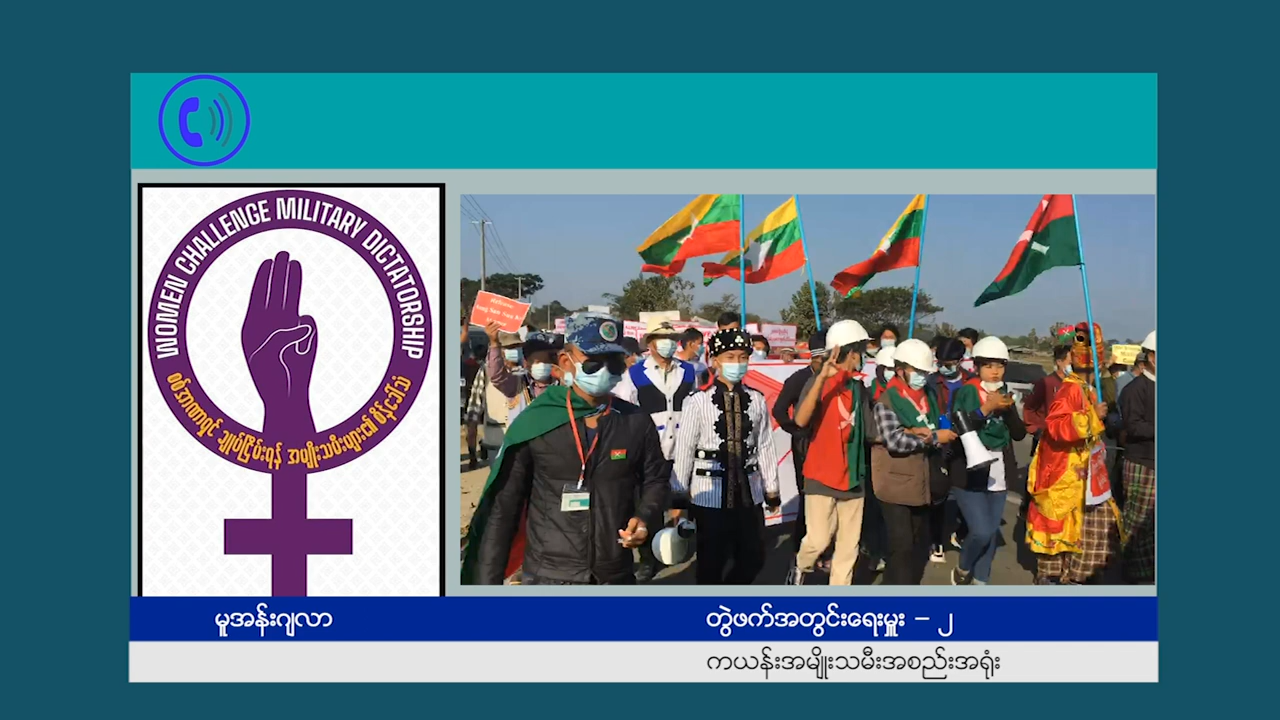 WOMEN CHALLENGE MILITARY DICTATORSHIP
စစ်အာဏာရှင် ချုပ်ငြိမ်းရန် အမျိုးသမီးများ၏ စိန်ခေါ်သံ
မူအန်းဂျလာ
တွဲဖက်အတွင်းရေးမှူး – ၂
ကယန်းအမျိုးသမီးအစည်းအရုံး